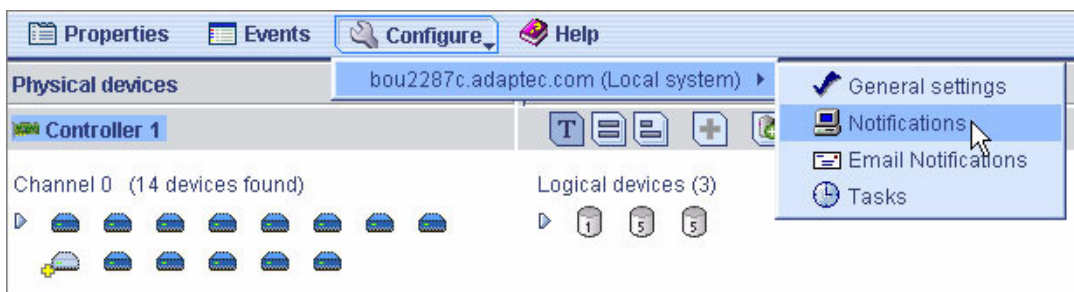 Properties Events Configure Help
Physical devices
bou2287c.adaptec.com (Local system)
General settings
Controller 1
T
Notifications
Email Notifications
Channel 0 (14 devices found)
Logical devices (3)
Tasks
1 5 5